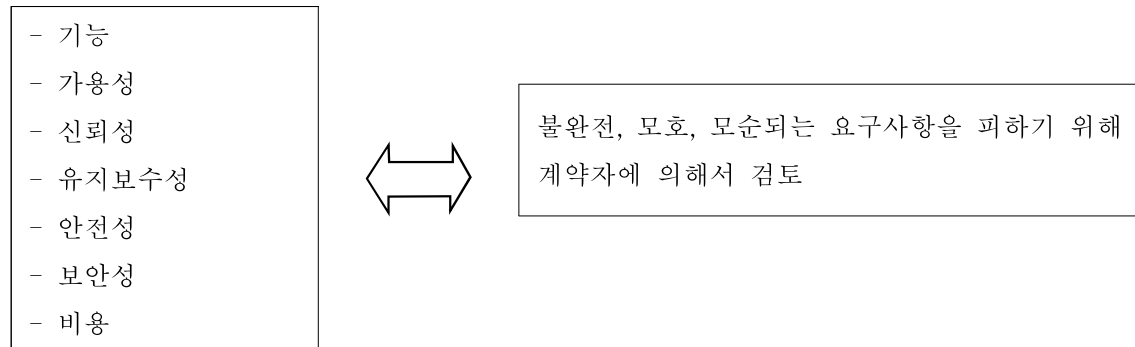 - 기능
- 가용성
- 신뢰성
- 유지보수성
- 안전성
- 보안성
- 비용
불완전, 모호, 모순되는 요구사항을 피하기 위해
계약자에 의해서 검토